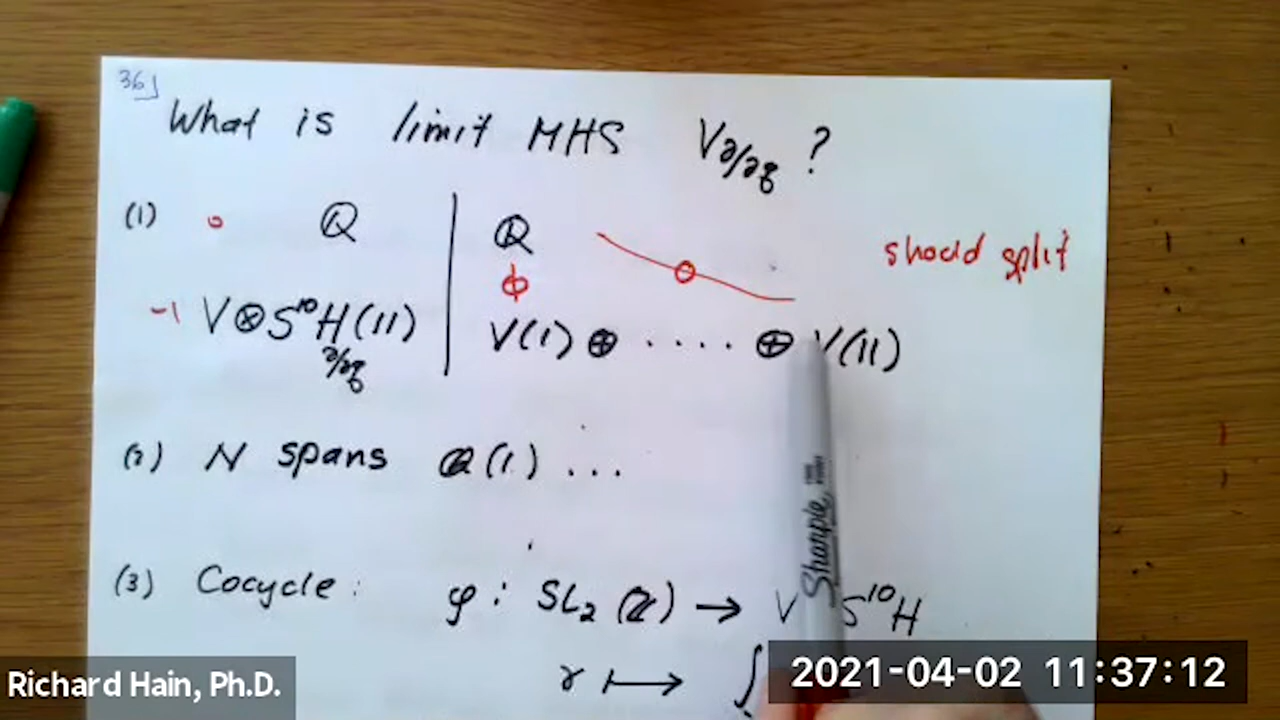 36
What is limit MHS V∂/∂q ?
(1) 0 Q | Q should split
-1 V⊗S¹⁰H∂/∂q(11) | V(1) ⊕ ..... ⊕ V(11)
(2) N spans Q(1) ...
(3) Cocycle : φ : SL₂(Z) → V S¹⁰H
γ ↦ ∫
Sharpie
Richard Hain, Ph.D.
2021-04-02 11:37:12